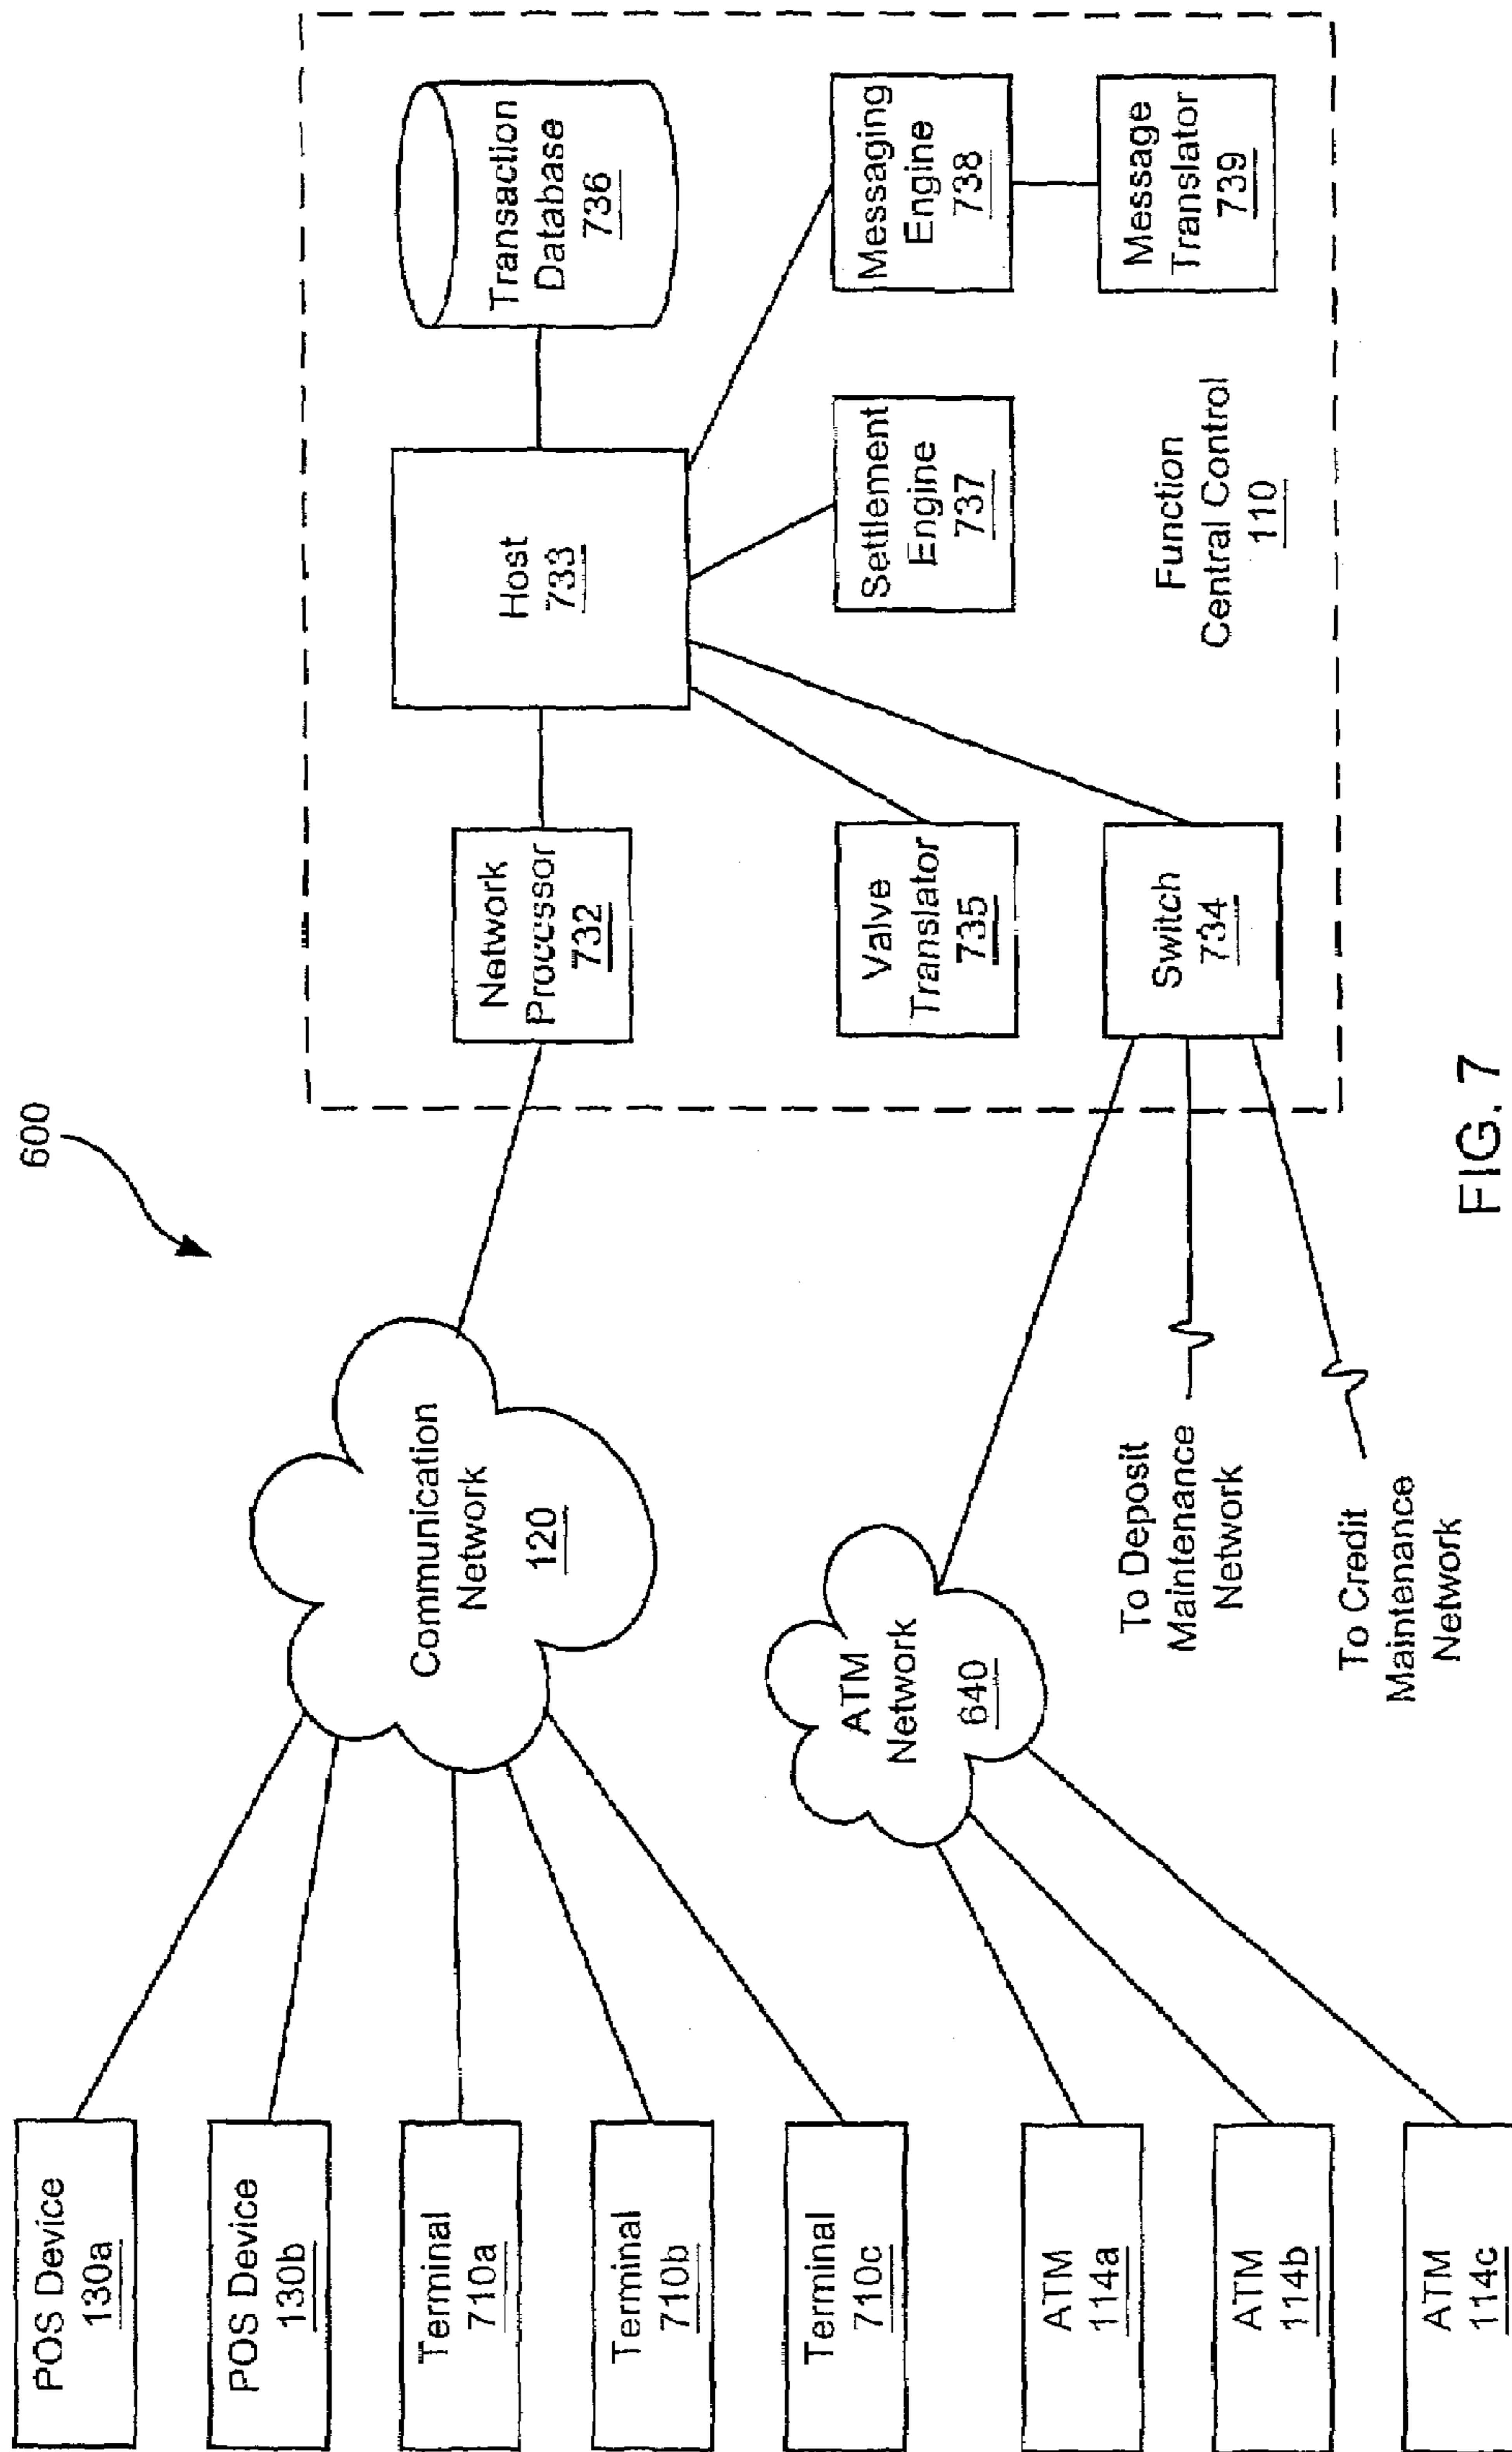 600
POS Device
130a
POS Device
130b
Terminal
710a
Terminal
710b
Terminal
710c
ATM
114a
ATM
114b
ATM
114c
Communication
Network
120
ATM
Network
640
To Deposit
Maintenance
Network
To Credit
Maintenance
Network
Network
Processor
732
Host
733
Transaction
Database
736
Valve
Translator
735
Settlement
Engine
737
Messaging
Engine
738
Switch
734
Function
Central Control
110
Message
Translator
739
FIG. 7